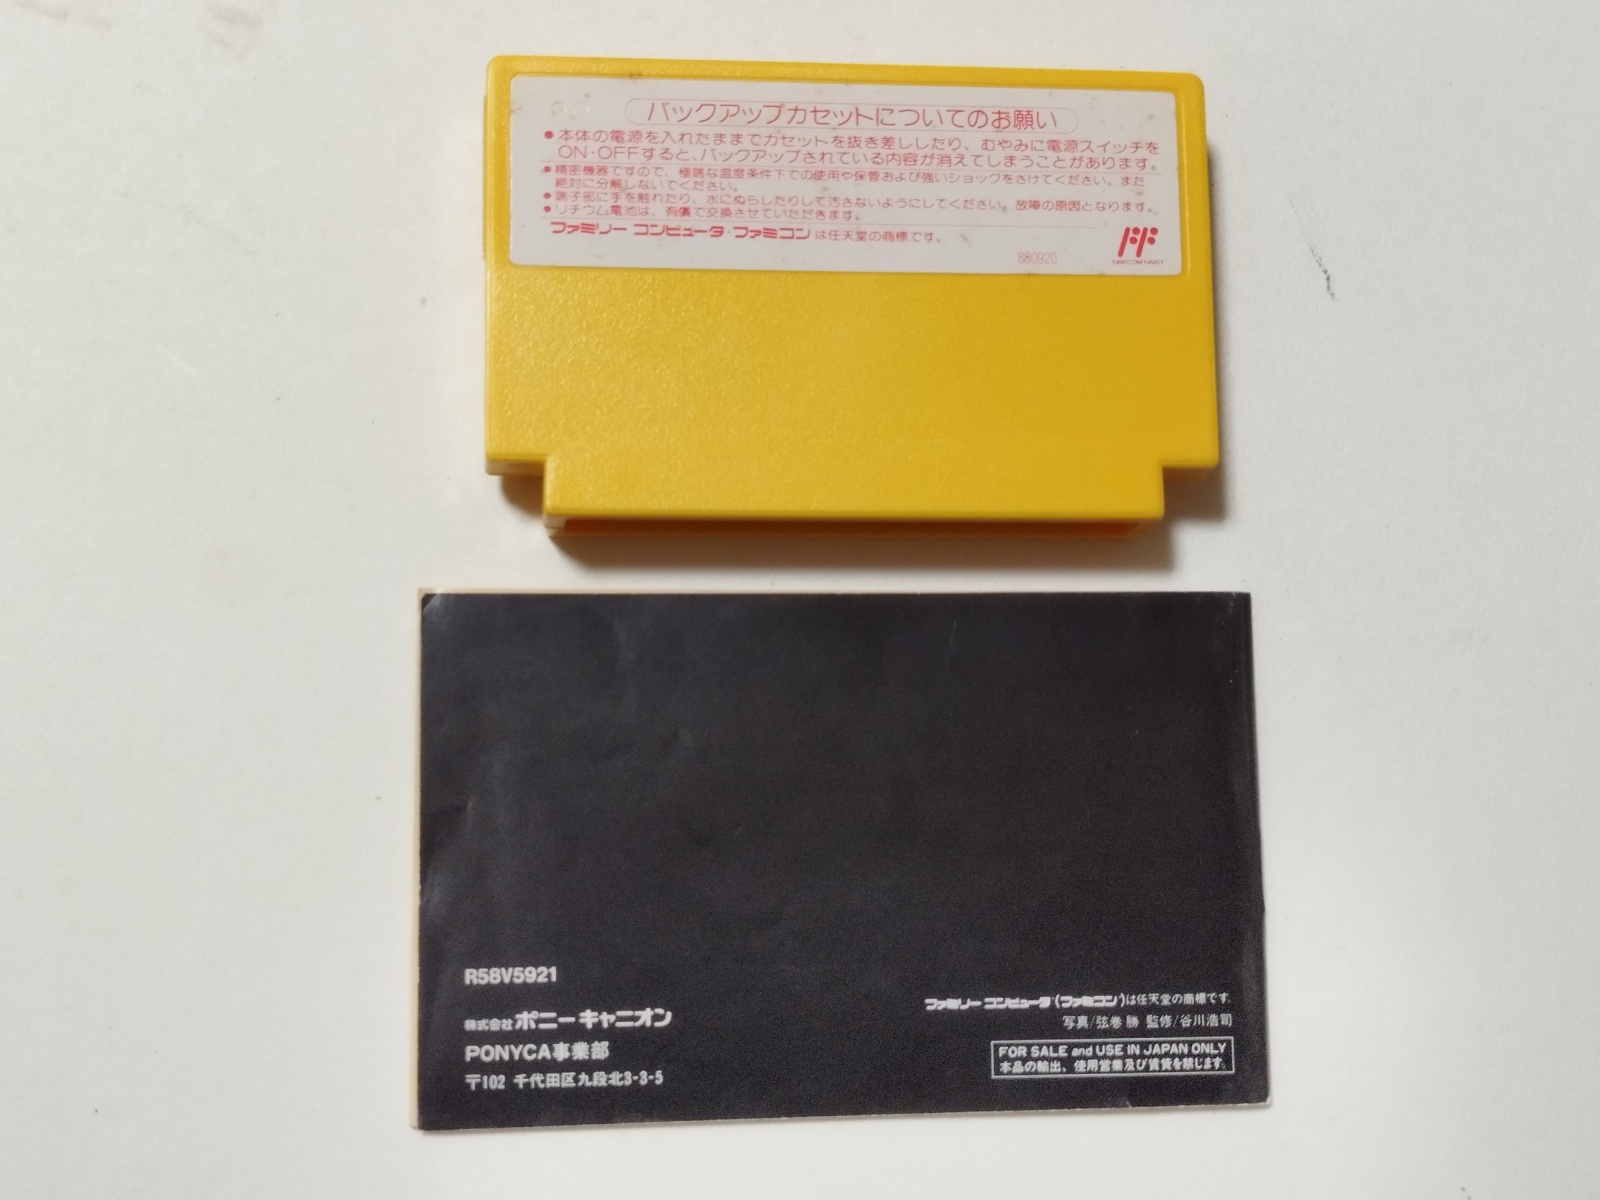 バックアップカセットについてのお願い
●本体の電源を入れたままでカセットを抜き差ししたり、むやみに電源スイッチを
ON・OFFすると、バックアップされている内容が消えてしまうことがあります。
●精密機器ですので、極端な温度条件下での使用や保管および強いショックをさけてください。また
絶対に分解しないでください。
●端子部に手を触れたり、水にぬらしたりして汚さないようにしてください。故障の原因となります。
●リチウム電池は、有償で交換させていただきます。
ファミリーコンピュータ・ファミコンは任天堂の商標です。
880920
R58V5921
株式会社ポニーキャニオン
PONYCA事業部
〒102 千代田区九段北3-3-5
ファミリーコンピュータ(ファミコン)は任天堂の商標です。
写真/弦巻 勝 監修/谷川浩司
FOR SALE and USE IN JAPAN ONLY
本品の輸出、使用営業及び賃貸を禁じます。